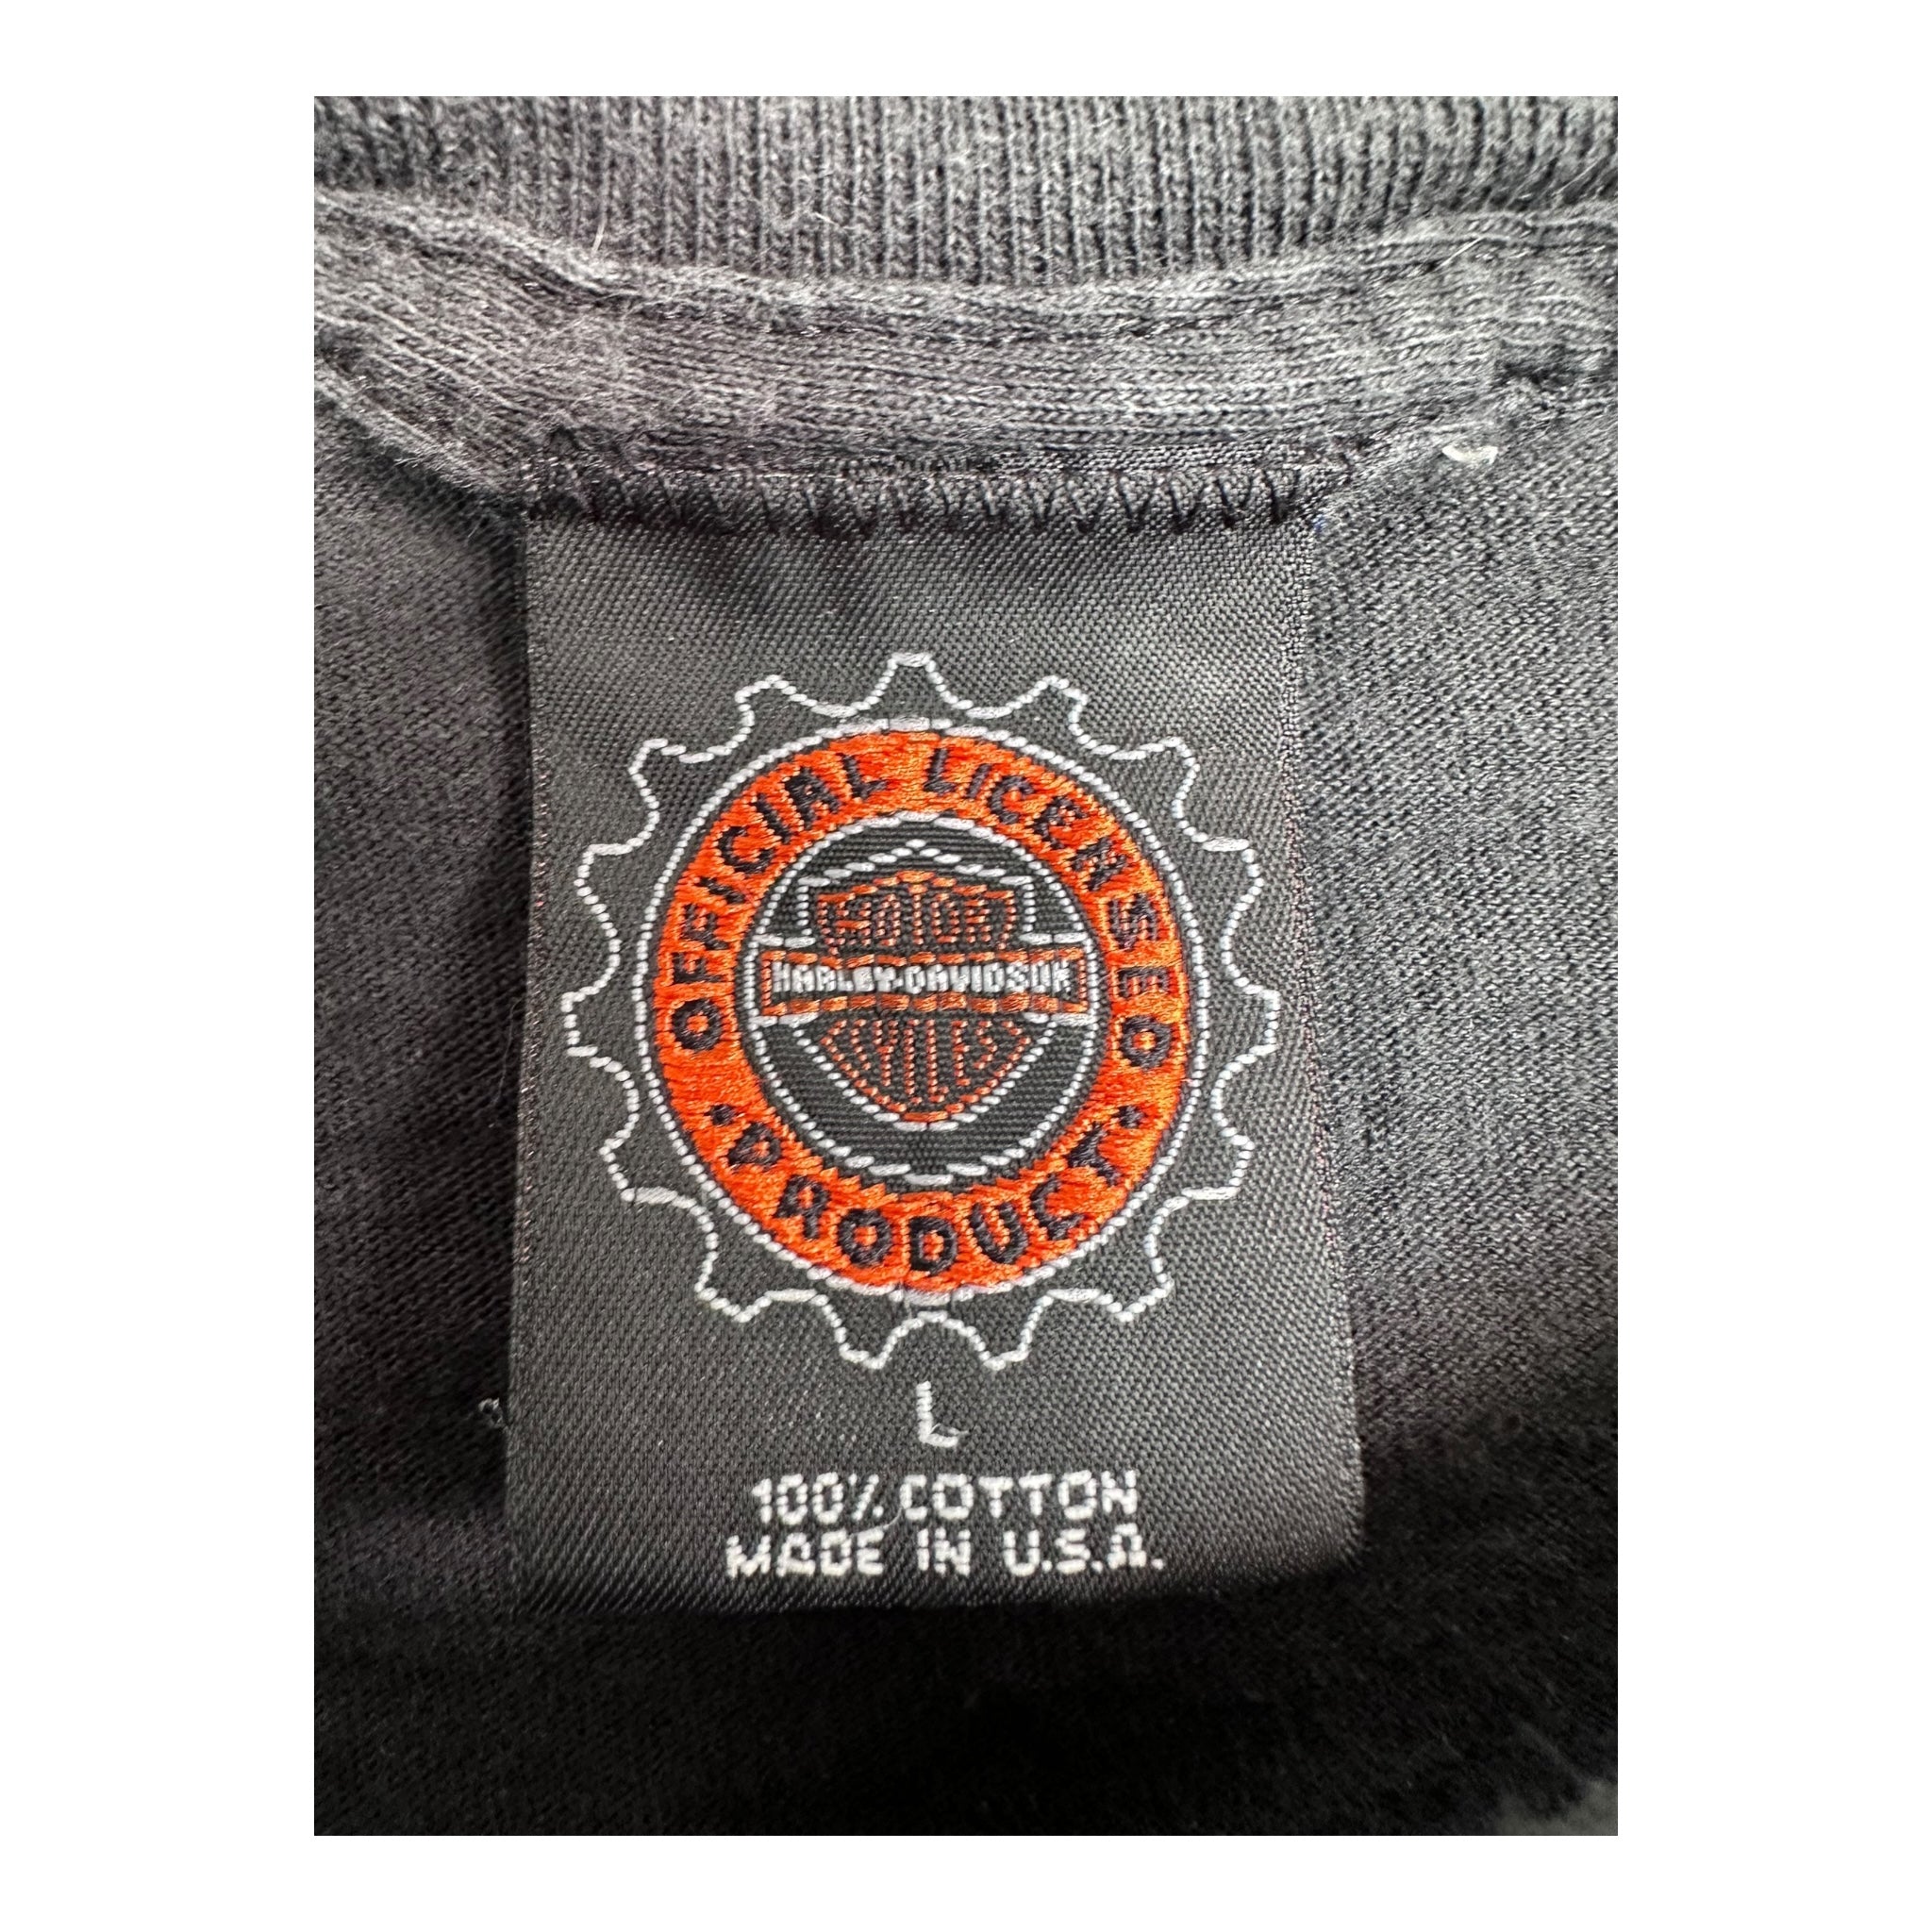 OFFICIAL LICENSED
MOTOR
HARLEY-DAVIDSON
CYCLES
• PRODUCT •
L
100% COTTON
MADE IN U.S.A.